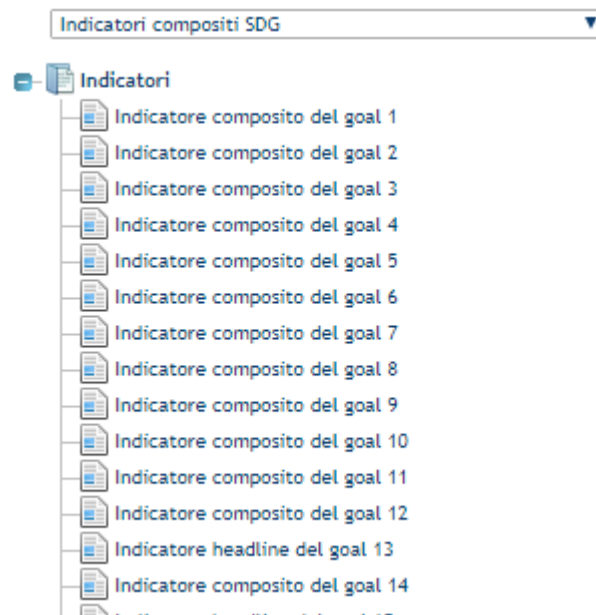 Indicatori compositi SDG
Indicatori
Indicatore composito del goal 1
Indicatore composito del goal 2
Indicatore composito del goal 3
Indicatore composito del goal 4
Indicatore composito del goal 5
Indicatore composito del goal 6
Indicatore composito del goal 7
Indicatore composito del goal 8
Indicatore composito del goal 9
Indicatore composito del goal 10
Indicatore composito del goal 11
Indicatore composito del goal 12
Indicatore headline del goal 13
Indicatore composito del goal 14